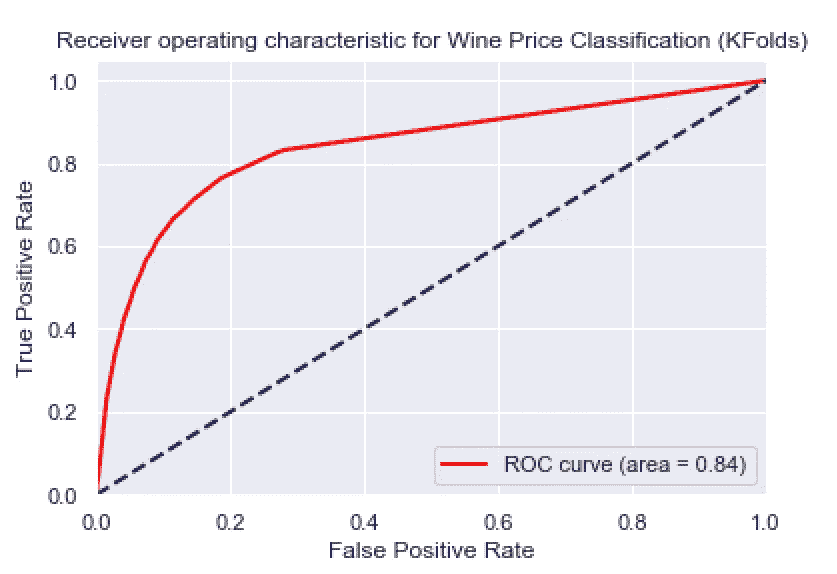 Receiver operating characteristic for Wine Price Classification (KFolds)
1.0
0.8
0.6
0.4
0.2
0.0
True Positive Rate
ROC curve (area = 0.84)
0.0 0.2 0.4 0.6 0.8 1.0
False Positive Rate